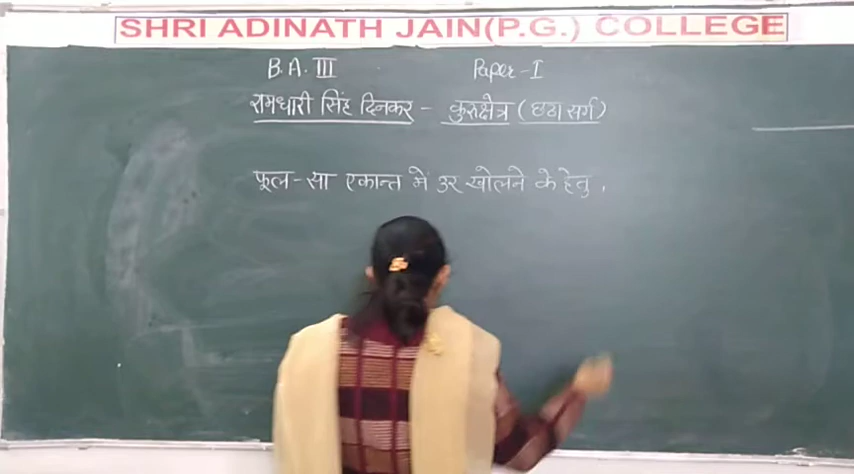 SHRI ADINATH JAIN(P.G.) COLLEGE
B.A. III Paper-I
रामधारी सिंह दिनकर - कुरुक्षेत्र (छठा सर्ग)
फूल-सा एकान्त में उर खोलने के हेतु,